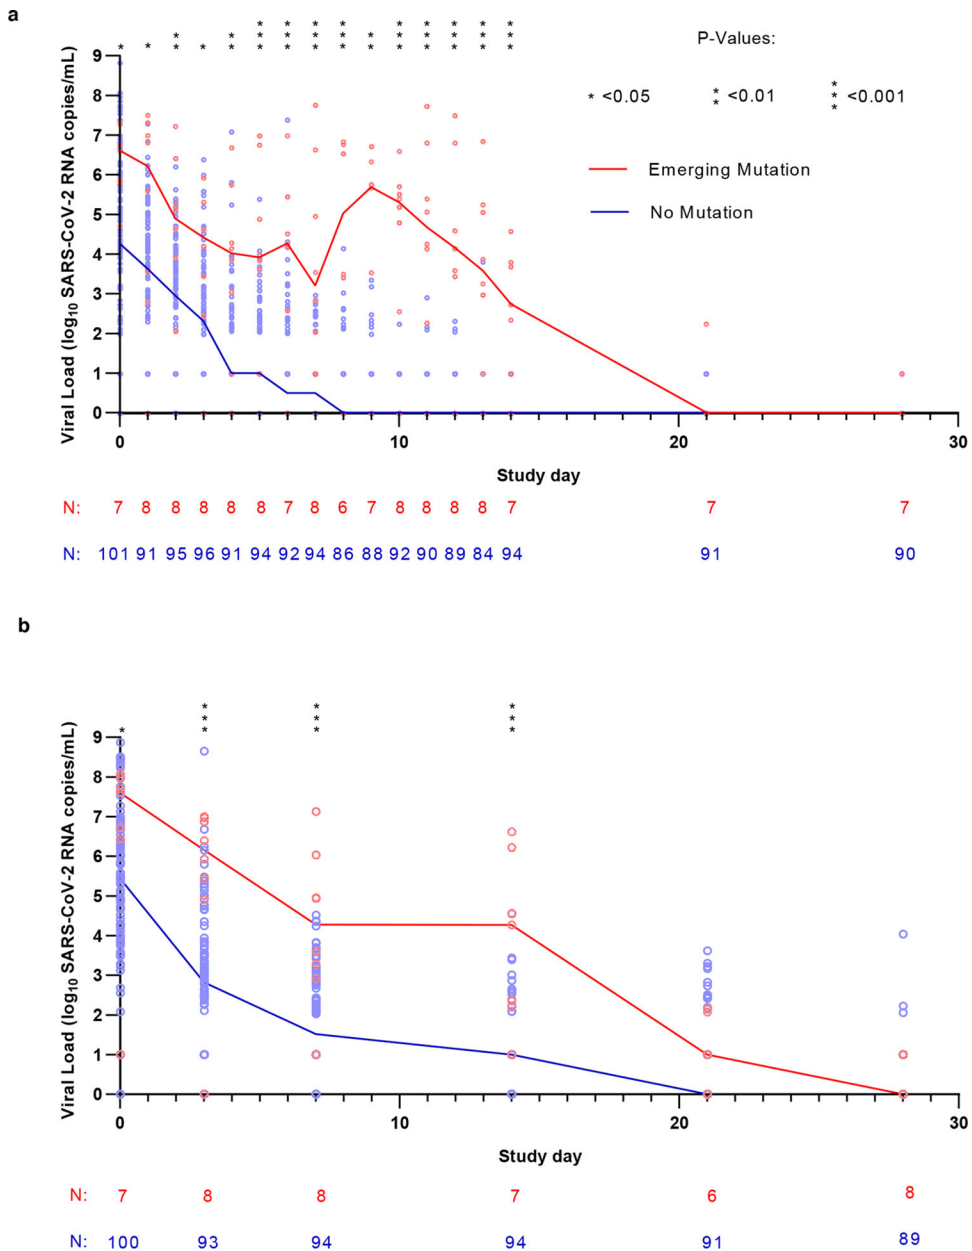 a
* * ** * ** *** *** *** *** ** *** *** *** *** ***
P-Values:
* <0.05 ** <0.01 *** <0.001
Emerging Mutation
No Mutation
Viral Load (log10 SARS-CoV-2 RNA copies/mL)
9
8
7
6
5
4
3
2
1
0
0 10 20 30
Study day
N: 7 8 8 8 8 8 7 8 6 7 8 8 8 8 7 7 7
N: 101 91 95 96 91 94 92 94 86 88 92 90 89 84 94 91 90
b
* *** *** ***
Viral Load (log10 SARS-CoV-2 RNA copies/mL)
9
8
7
6
5
4
3
2
1
0
0 10 20 30
Study day
N: 7 8 8 7 6 8
N: 100 93 94 94 91 89